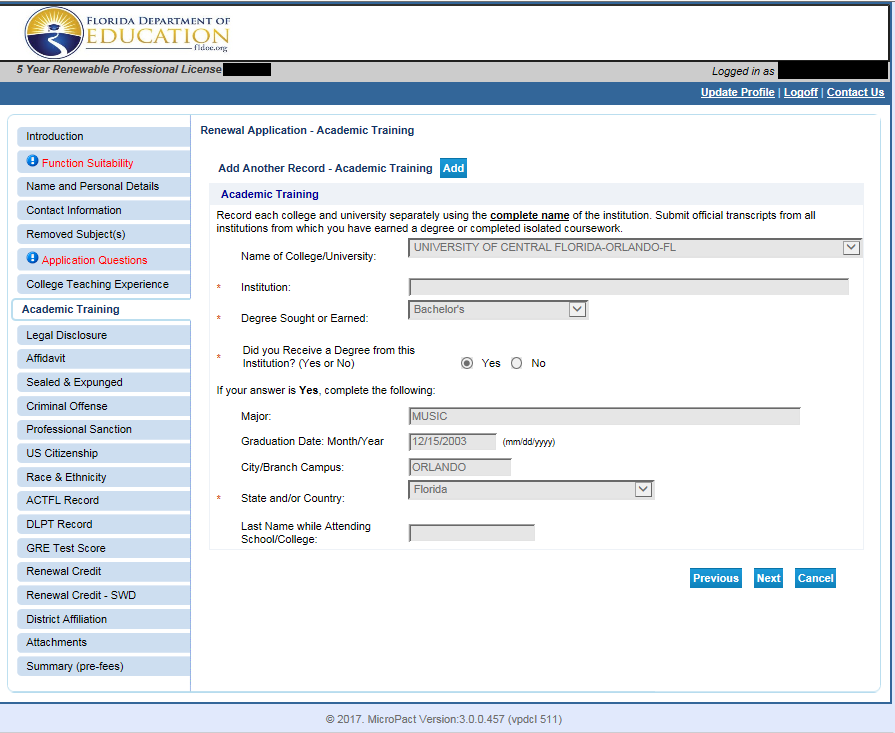 FLORIDA DEPARTMENT OF
EDUCATION
fldoe.org
5 Year Renewable Professional License
Logged in as
Update Profile | Logoff | Contact Us
Introduction
Function Suitability
Name and Personal Details
Contact Information
Removed Subject(s)
Application Questions
College Teaching Experience
Academic Training
Legal Disclosure
Affidavit
Sealed & Expunged
Criminal Offense
Professional Sanction
US Citizenship
Race & Ethnicity
ACTFL Record
DLPT Record
GRE Test Score
Renewal Credit
Renewal Credit - SWD
District Affiliation
Attachments
Summary (pre-fees)
Renewal Application - Academic Training
Add Another Record - Academic Training Add
Academic Training
Record each college and university separately using the complete name of the institution. Submit official transcripts from all
institutions from which you have earned a degree or completed isolated coursework.
Name of College/University: UNIVERSITY OF CENTRAL FLORIDA-ORLANDO-FL
* Institution:
* Degree Sought or Earned: Bachelor's
* Did you Receive a Degree from this
Institution? (Yes or No) Yes No
If your answer is Yes, complete the following:
Major: MUSIC
Graduation Date: Month/Year 12/15/2003 (mm/dd/yyyy)
City/Branch Campus: ORLANDO
* State and/or Country: Florida
Last Name while Attending
School/College:
Previous Next Cancel
© 2017. MicroPact Version:3.0.0.457 (vpdcl 511)